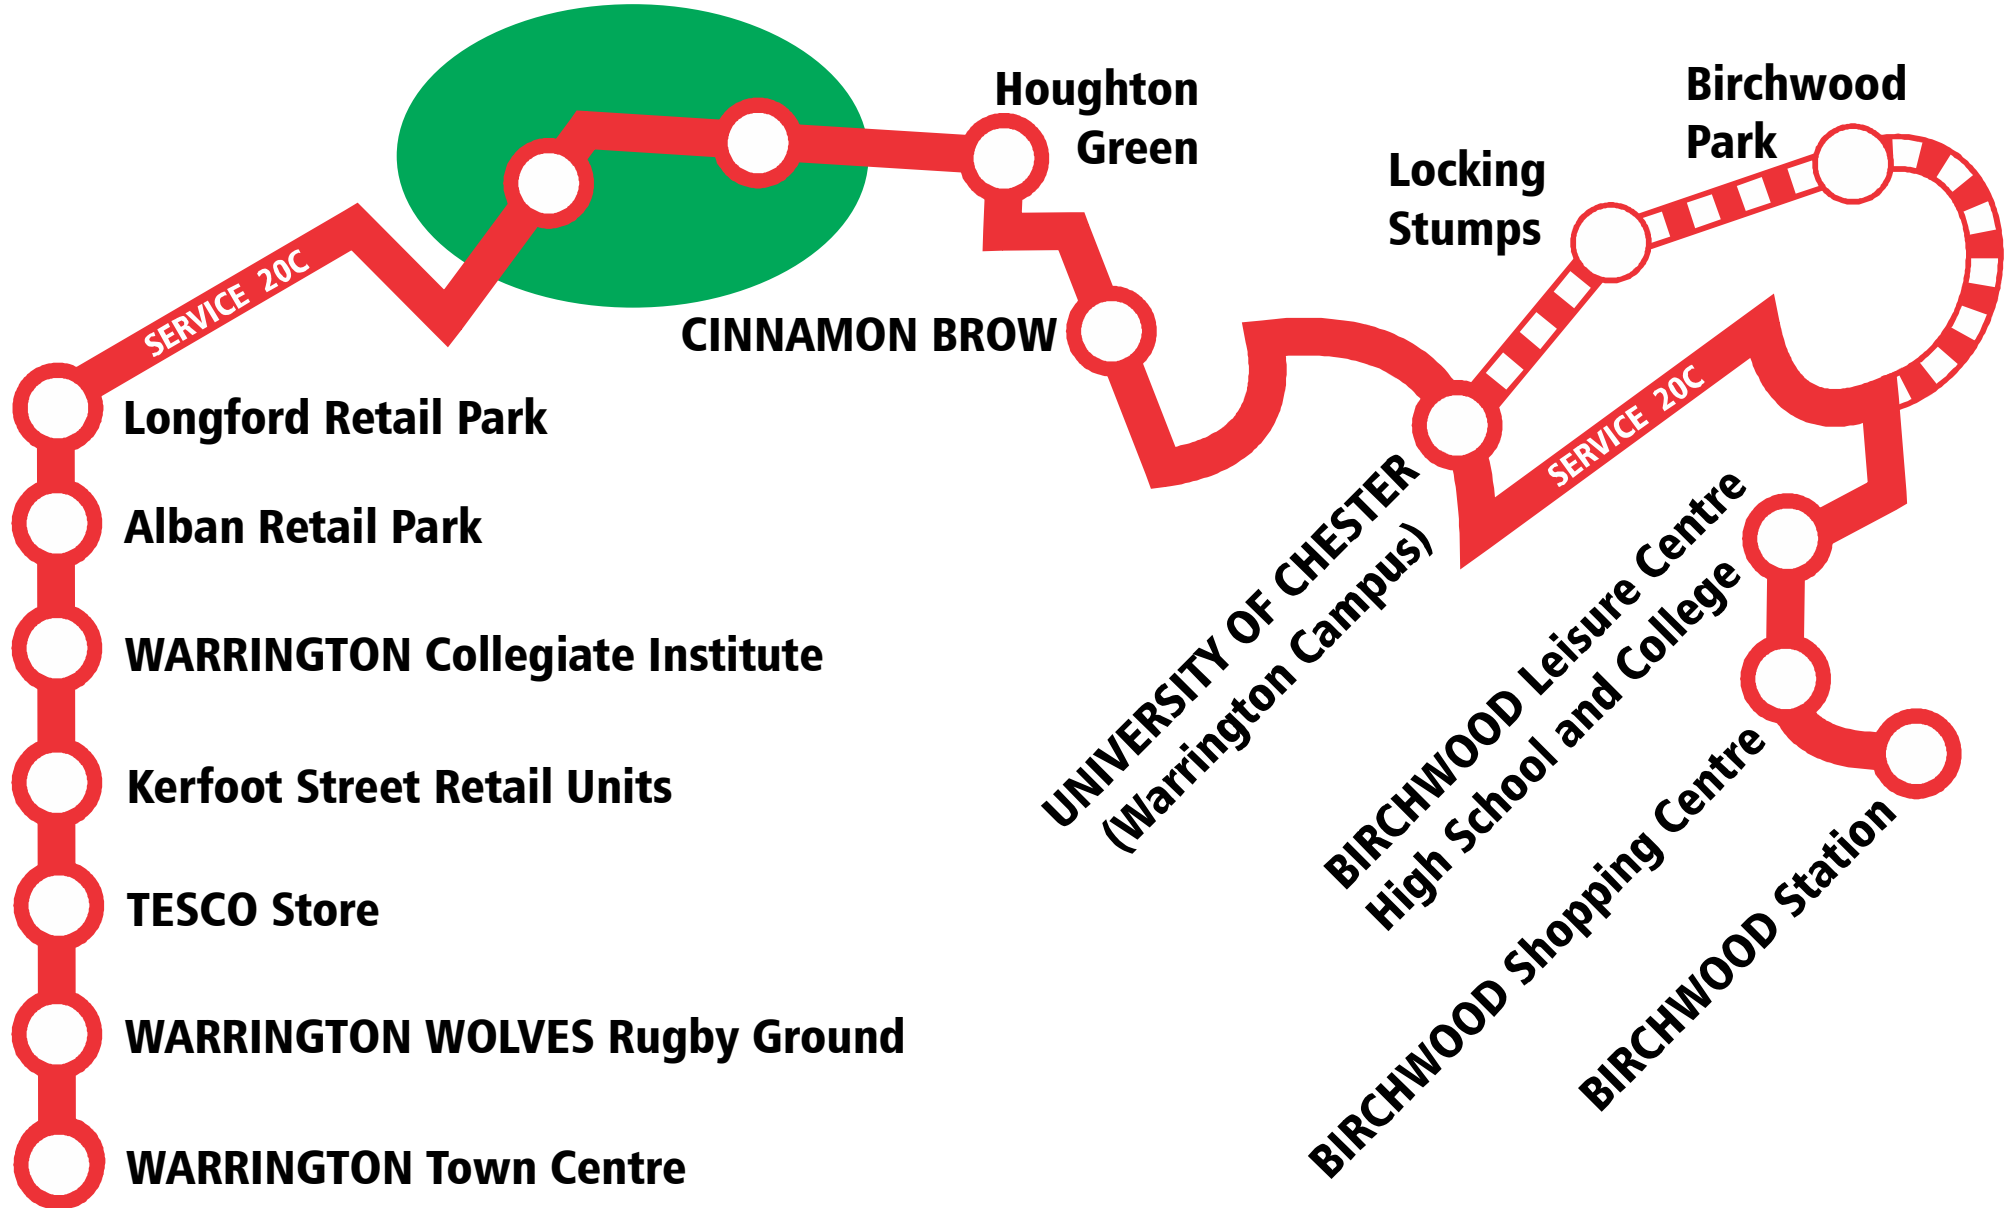 Houghton
Green
Birchwood
Park
Locking
Stumps
SERVICE 20C
CINNAMON BROW
Longford Retail Park
SERVICE 20C
Alban Retail Park
UNIVERSITY OF CHESTER
(Warrington Campus)
BIRCHWOOD Leisure Centre
High School and College
WARRINGTON Collegiate Institute
Kerfoot Street Retail Units
BIRCHWOOD Shopping Centre
BIRCHWOOD Station
TESCO Store
WARRINGTON WOLVES Rugby Ground
WARRINGTON Town Centre